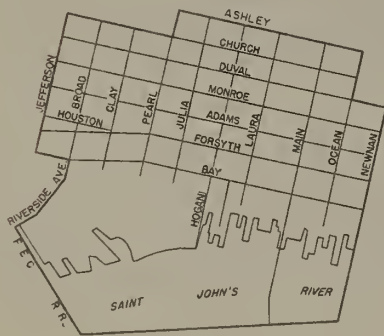 ASHLEY
CHURCH
DUVAL
MONROE
ADAMS
FORSYTH
BAY
HOUSTON
JEFFERSON
BROAD
CLAY
PEARL
JULIA
HOGAN
LAURA
MAIN
OCEAN
NEWNAN
RIVERSIDE AVE.
F E C R R.
SAINT JOHN'S RIVER